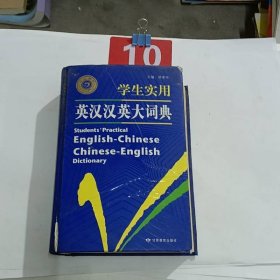 10
学生实用
英汉汉英大词典
Students' Practical
English-Chinese
Chinese-English
Dictionary